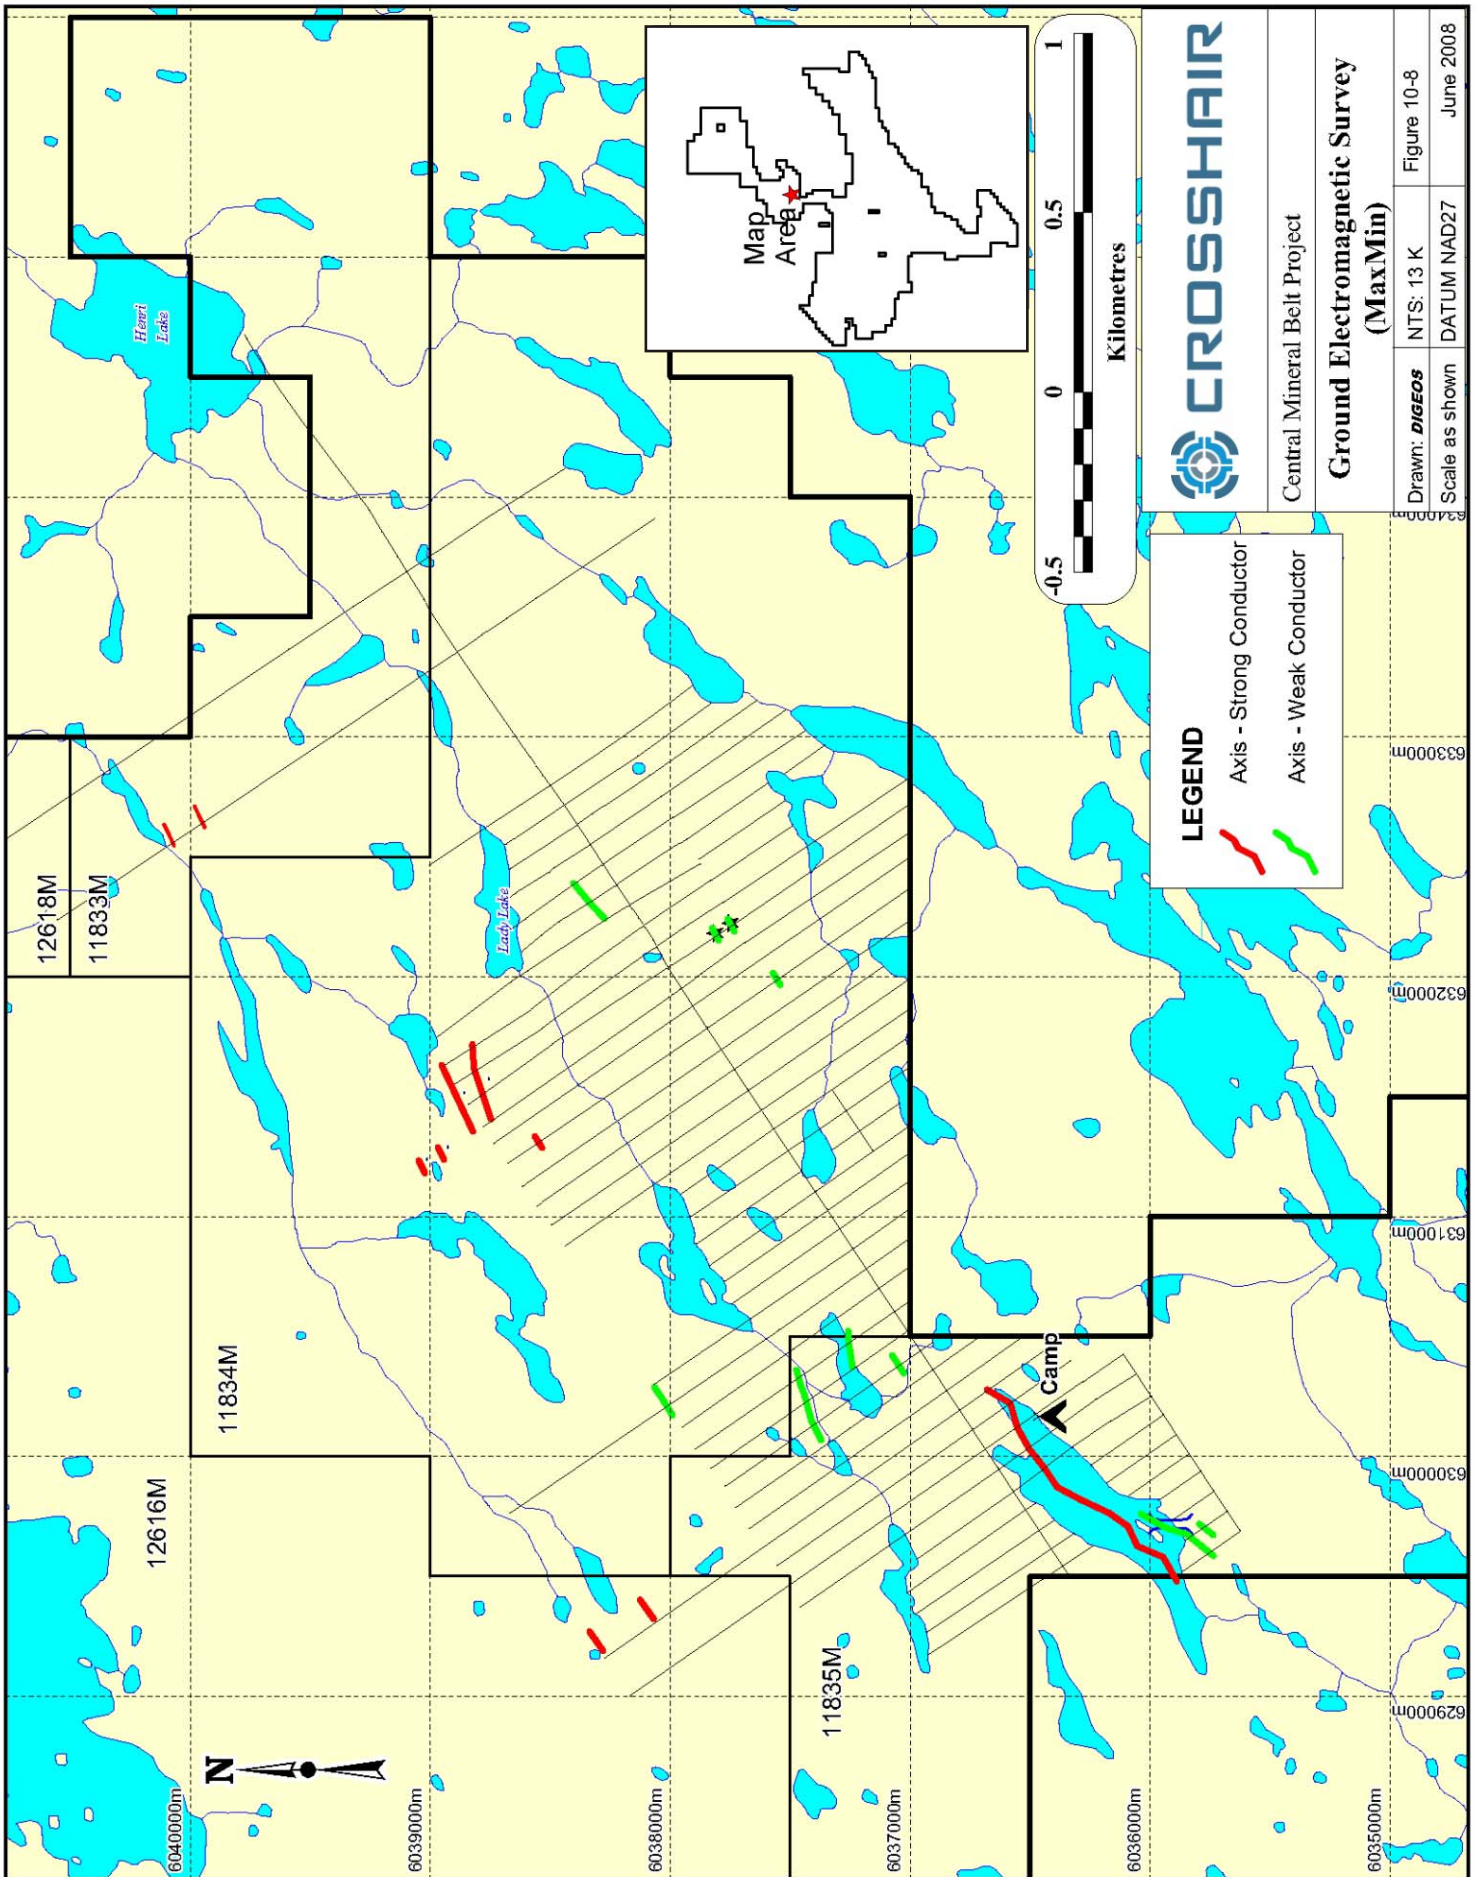 12618M
11833M
Henri
Lake
Lady Lake
11834M
12616M
11835M
Camp
N
6040000m
6039000m
6038000m
6037000m
6036000m
6035000m
629000m
630000m
631000m
632000m
633000m
Map
Area
-0.5 0 0.5 1
Kilometres
LEGEND
Axis - Strong Conductor
Axis - Weak Conductor
CROSSHAIR
Central Mineral Belt Project
Ground Electromagnetic Survey
(MaxMin)
Drawn: DIGEOS NTS: 13 K Figure 10-8
Scale as shown DATUM NAD27 June 2008